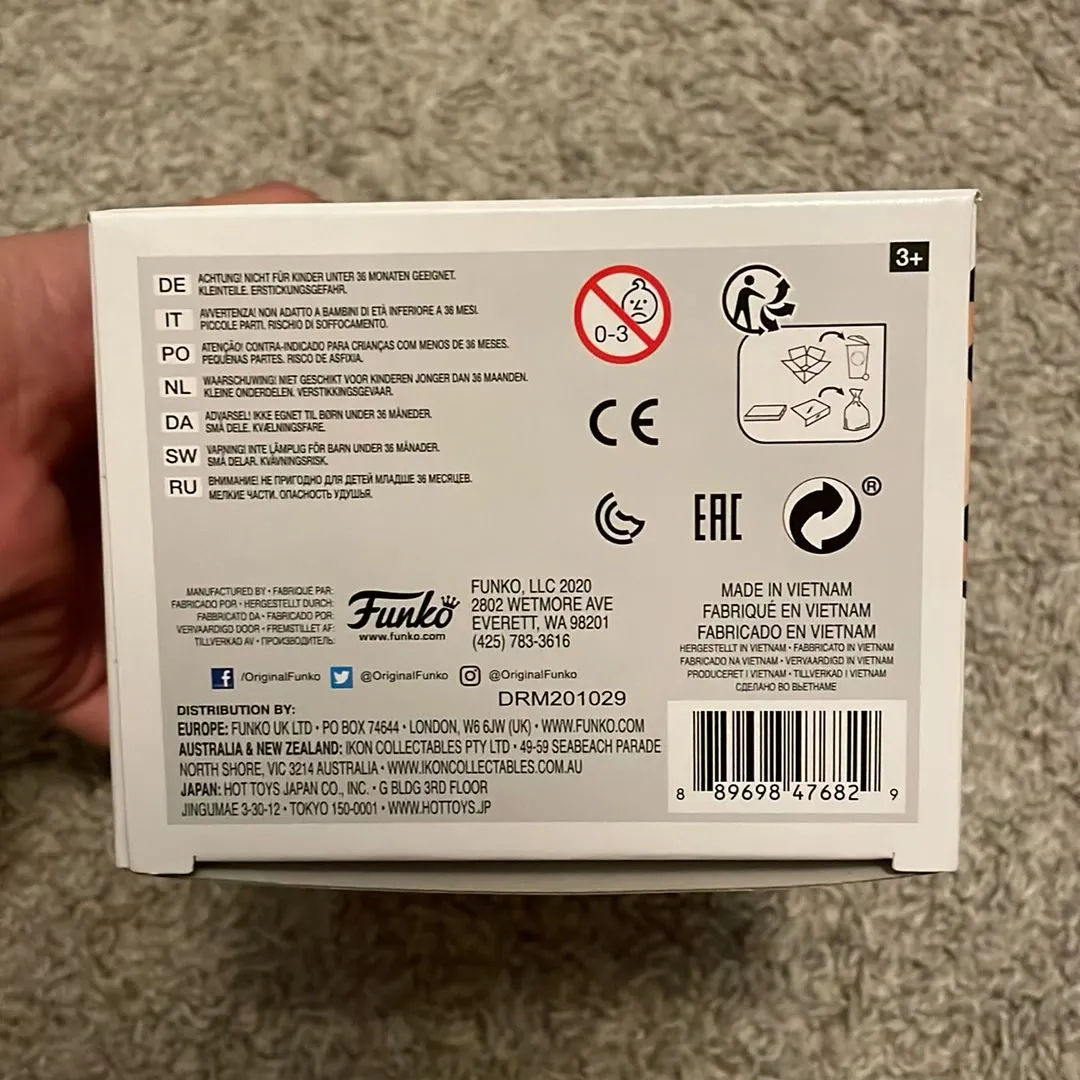 3+
DE ACHTUNG! NICHT FÜR KINDER UNTER 36 MONATEN GEEIGNET.
KLEINTEILE. ERSTICKUNGSGEFAHR.
IT AVVERTENZA! NON ADATTO A BAMBINI DI ETÀ INFERIORE A 36 MESI.
PICCOLE PARTI. RISCHIO DI SOFFOCAMENTO.
PO ATENÇÃO! CONTRA-INDICADO PARA CRIANÇAS COM MENOS DE 36 MESES.
PEQUENAS PARTES. RISCO DE ASFIXIA.
NL WAARSCHUWING! NIET GESCHIKT VOOR KINDEREN JONGER DAN 36 MAANDEN.
KLEINE ONDERDELEN. VERSTIKKINGSGEVAAR.
DA ADVARSEL! IKKE EGNET TIL BØRN UNDER 36 MÅNEDER.
SMÅ DELE. KVÆLNINGSFARE.
SW VARNING! INTE LÄMPLIG FÖR BARN UNDER 36 MÅNADER.
SMÅ DELAR. KVÄVNINGSRISK.
RU ВНИМАНИЕ! НЕ ПРИГОДНО ДЛЯ ДЕТЕЙ МЛАДШЕ 36 МЕСЯЦЕВ.
МЕЛКИЕ ЧАСТИ. ОПАСНОСТЬ УДУШЬЯ.
0-3
CE
EAC
®
MANUFACTURED BY • FABRIQUÉ PAR:
FABRICADO POR • HERGESTELLT DURCH:
FABBRICATO DA • FABRICADO POR:
VERVAARDIGD DOOR • FREMSTILLET AF:
TILLVERKAD AV • ПРОИЗВОДИТЕЛЬ:
Funko
www.funko.com
FUNKO, LLC 2020
2802 WETMORE AVE
EVERETT, WA 98201
(425) 783-3616
MADE IN VIETNAM
FABRIQUÉ EN VIETNAM
FABRICADO EN VIETNAM
HERGESTELLT IN VIETNAM • FABBRICATO IN VIETNAM
FABRICADO NA VIETNAM • VERVAARDIGD IN VIETNAM
PRODUCERET I VIETNAM • TILLVERKAD I VIETNAM
СДЕЛАНО ВО ВЬЕТНАМЕ
/OriginalFunko @OriginalFunko @OriginalFunko
DRM201029
DISTRIBUTION BY:
EUROPE: FUNKO UK LTD • PO BOX 74644 • LONDON, W6 6JW (UK) • WWW.FUNKO.COM
AUSTRALIA & NEW ZEALAND: IKON COLLECTABLES PTY LTD • 49-59 SEABEACH PARADE
NORTH SHORE, VIC 3214 AUSTRALIA • WWW.IKONCOLLECTABLES.COM.AU
JAPAN: HOT TOYS JAPAN CO., INC. • G BLDG 3RD FLOOR
JINGUMAE 3-30-12 • TOKYO 150-0001 • WWW.HOTTOYS.JP
8 89698 47682 9